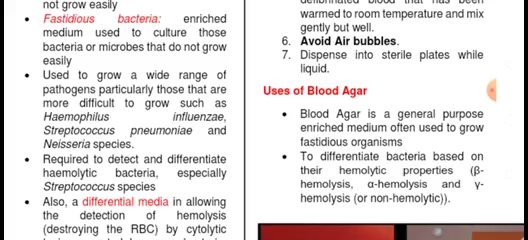 not grow easily
• Fastidious bacteria: enriched
medium used to culture those
bacteria or microbes that do not grow
easily
• Used to grow a wide range of
pathogens particularly those that are
more difficult to grow such as
Haemophilus influenzae,
Streptococcus pneumoniae and
Neisseria species.
• Required to detect and differentiate
haemolytic bacteria, especially
Streptococcus species
• Also, a differential media in allowing
the detection of hemolysis
(destroying the RBC) by cytolytic
warmed to room temperature and mix
gently but well.
6. Avoid Air bubbles.
7. Dispense into sterile plates while
liquid.
Uses of Blood Agar
• Blood Agar is a general purpose
enriched medium often used to grow
fastidious organisms
• To differentiate bacteria based on
their hemolytic properties (β-
hemolysis, α-hemolysis and γ-
hemolysis (or non-hemolytic)).